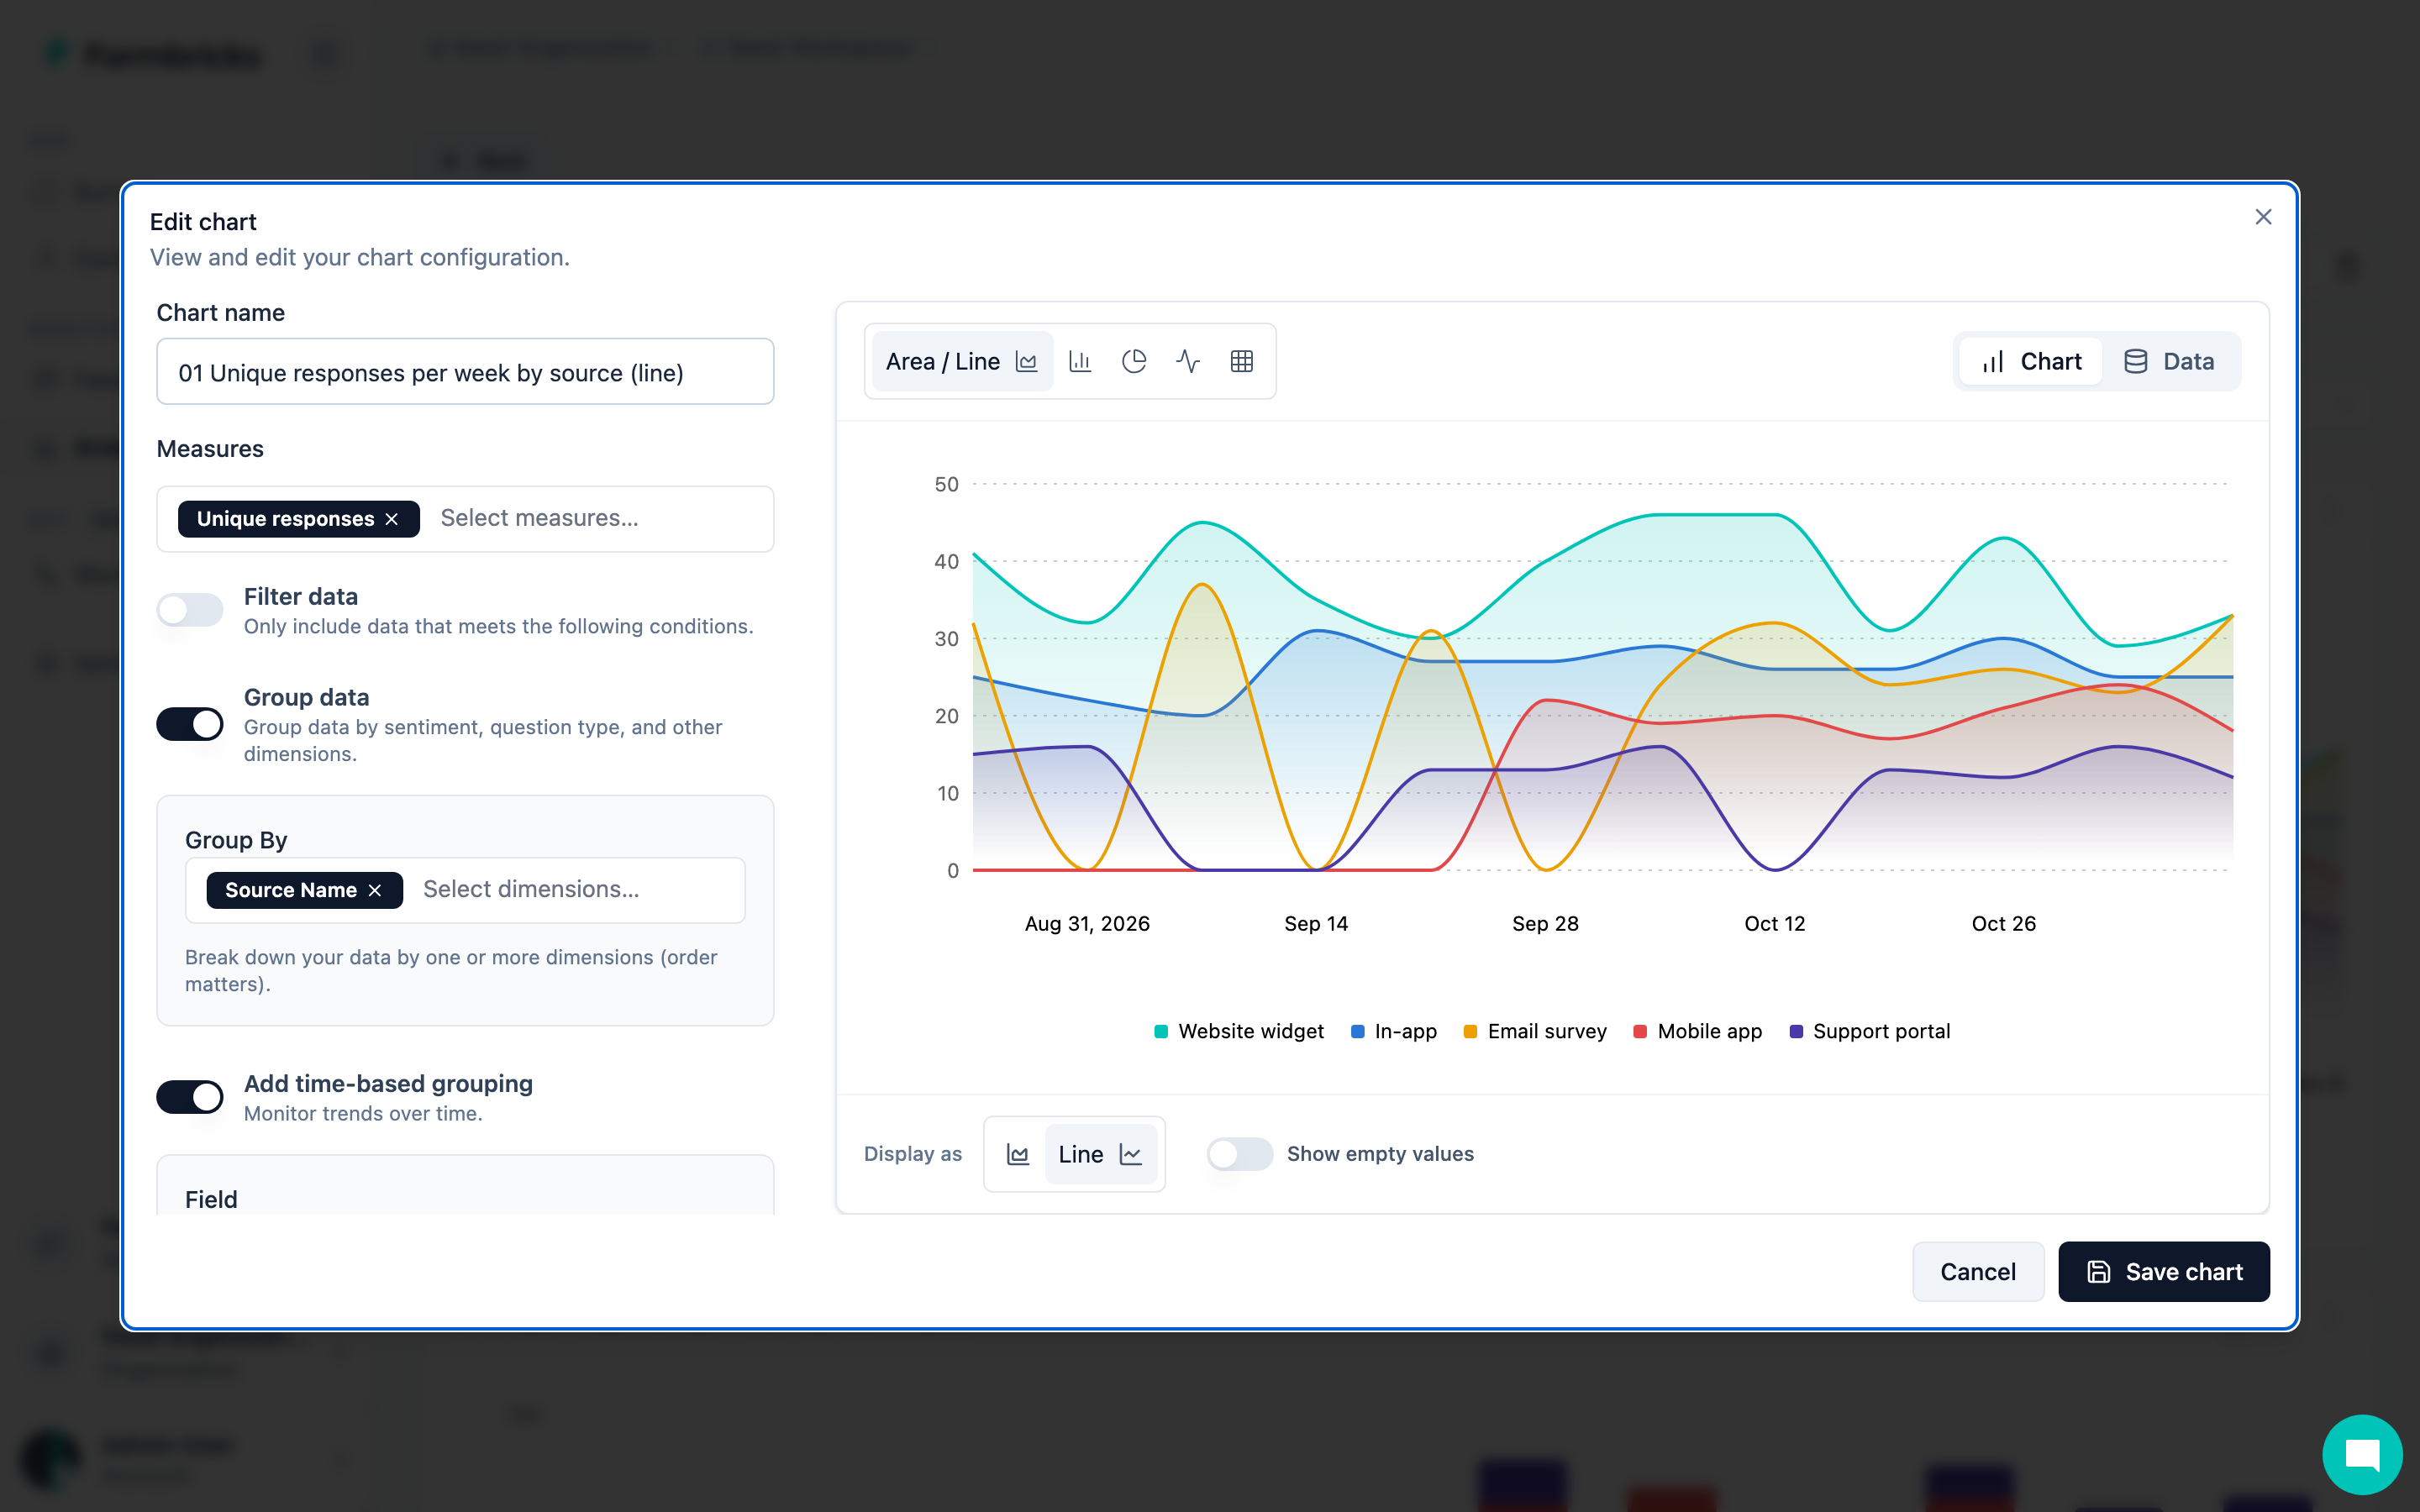 Formbricks
Edit chart
View and edit your chart configuration.
Chart name
01 Unique responses per week by source (line)
Measures
Unique responses
Select measures...
Filter data
Only include data that meets the following conditions.
Group data
Group data by sentiment, question type, and other
dimensions.
Group By
Source Name
Select dimensions...
Break down your data by one or more dimensions (order
matters).
Add time-based grouping
Monitor trends over time.
Field
Area / Line
Chart
Data
50
40
30
20
10
0
Aug 31, 2026
Sep 14
Sep 28
Oct 12
Oct 26
Website widget
In-app
Email survey
Mobile app
Support portal
Display as
Line
Show empty values
Cancel
Save chart